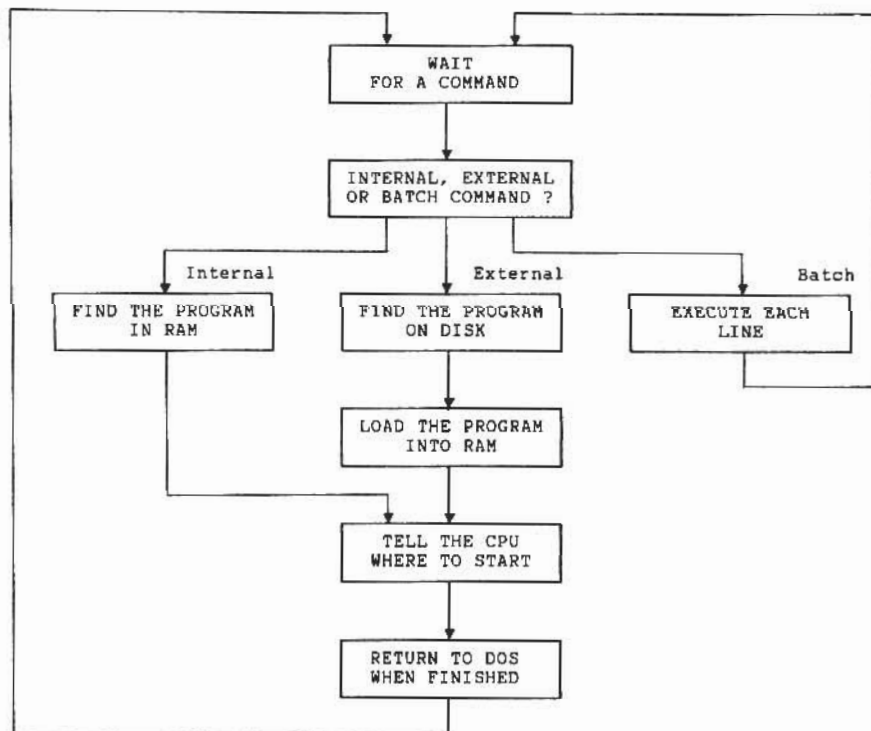 WAIT
FOR A COMMAND
INTERNAL, EXTERNAL
OR BATCH COMMAND ?
Internal
External
Batch
FIND THE PROGRAM
IN RAM
FIND THE PROGRAM
ON DISK
EXECUTE EACH
LINE
LOAD THE PROGRAM
INTO RAM
TELL THE CPU
WHERE TO START
RETURN TO DOS
WHEN FINISHED